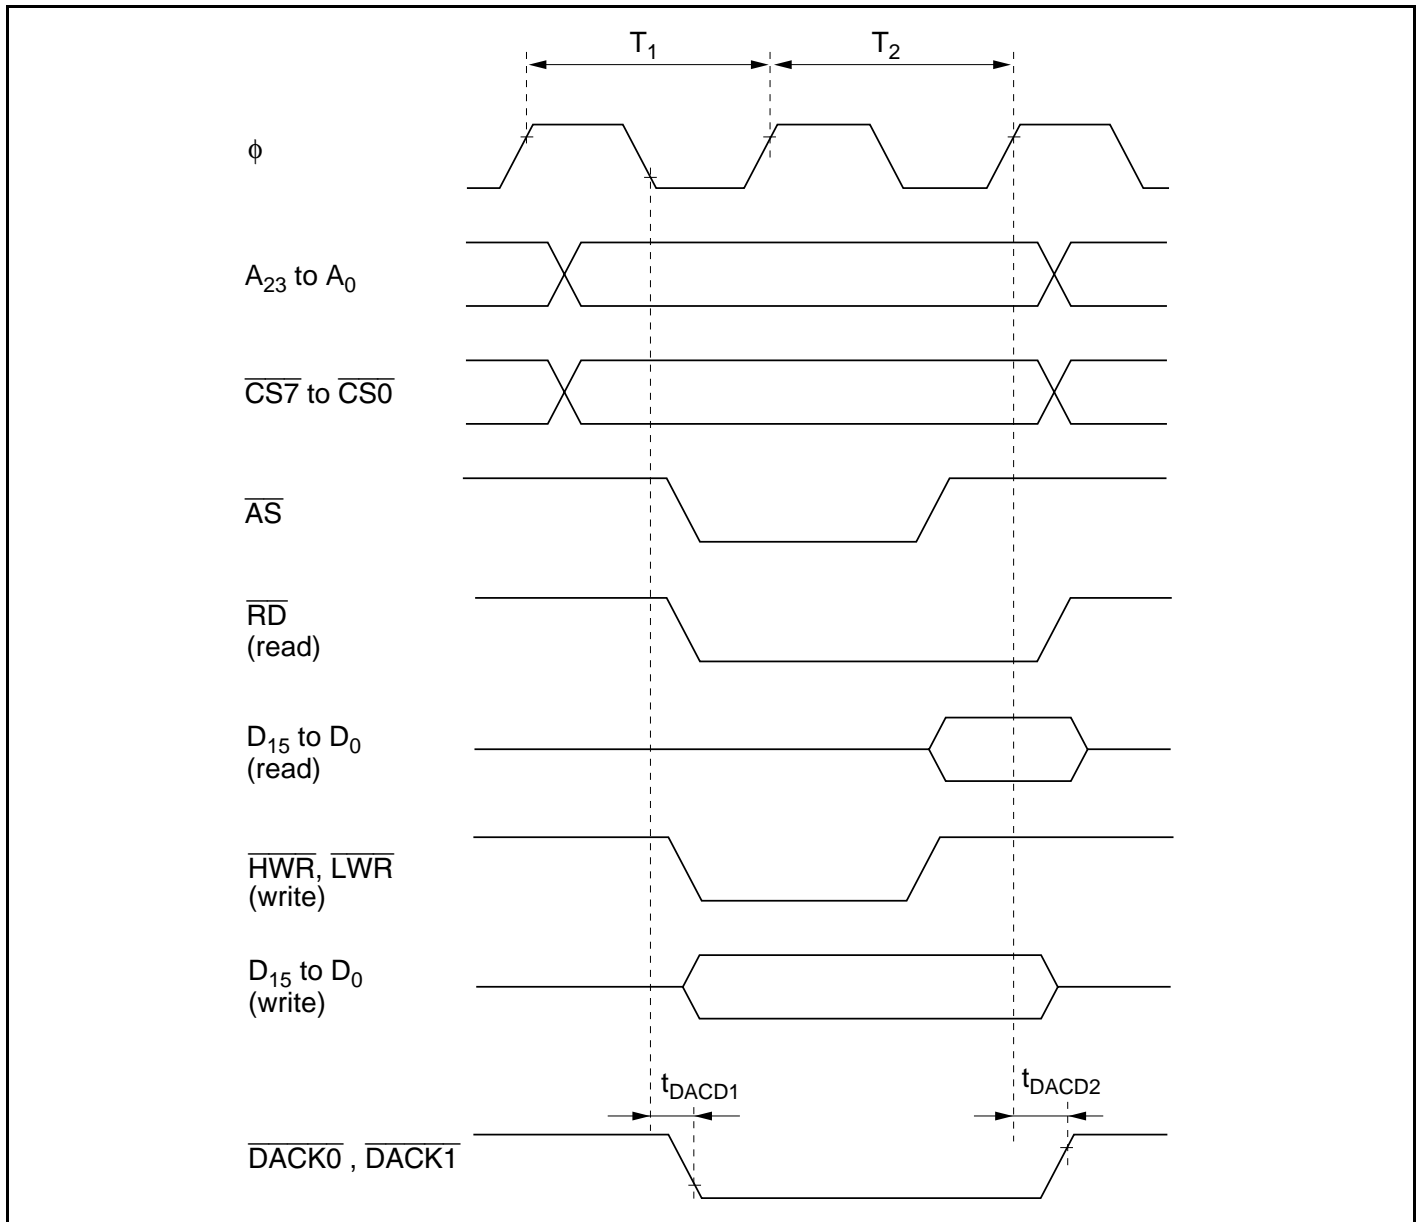 T1 T2
φ
A23 to A0
CS7 to CS0
AS
RD
(read)
D15 to D0
(read)
HWR, LWR
(write)
D15 to D0
(write)
tDACD1 tDACD2
DACK0 , DACK1